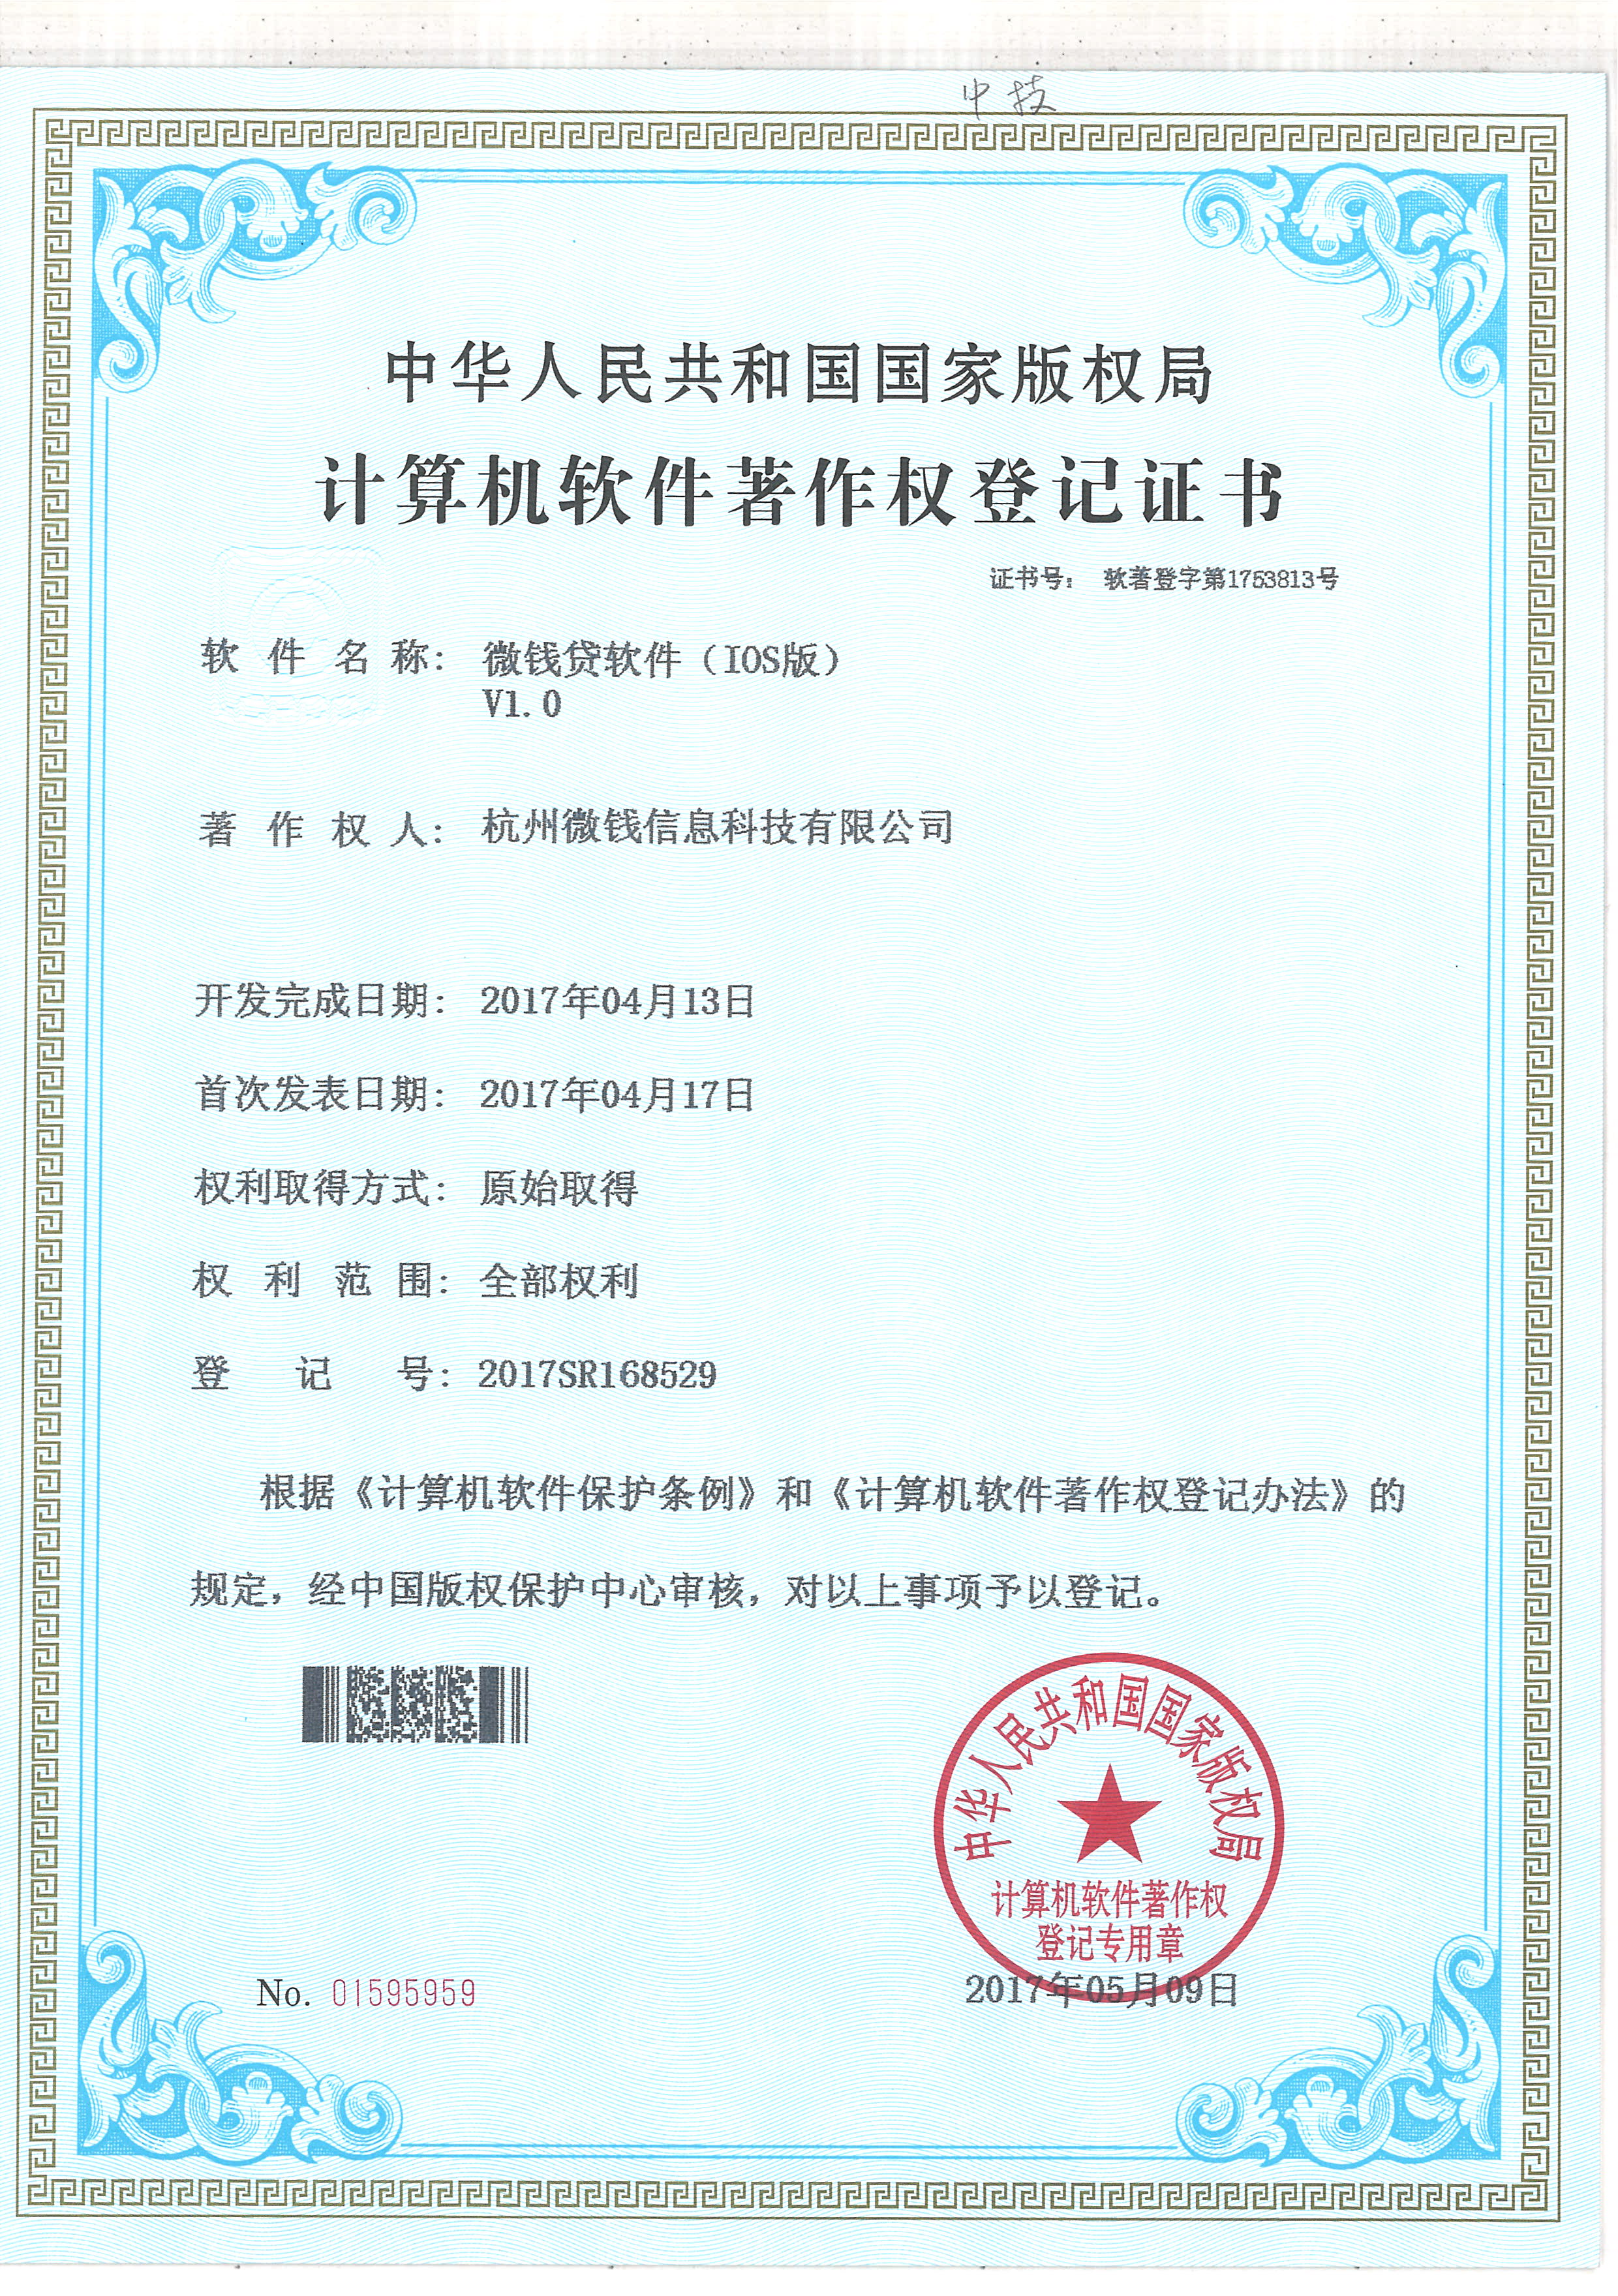 中技
中华人民共和国国家版权局
计算机软件著作权登记证书
证书号： 软著登字第1753813号
软件名称： 微钱贷软件（IOS版）
V1.0
著作权人： 杭州微钱信息科技有限公司
开发完成日期： 2017年04月13日
首次发表日期： 2017年04月17日
权利取得方式： 原始取得
权利范围： 全部权利
登记号： 2017SR168529
根据《计算机软件保护条例》和《计算机软件著作权登记办法》的
规定，经中国版权保护中心审核，对以上事项予以登记。
中华人民共和国国家版权局
计算机软件著作权
登记专用章
No. 01595959
2017年05月09日